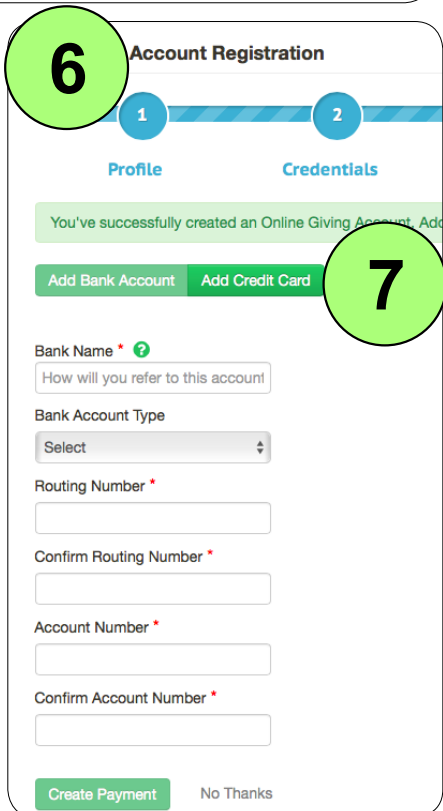 6
Account Registration
1 2
Profile Credentials
You've successfully created an Online Giving Account. Add
Add Bank Account Add Credit Card
7
Bank Name *
How will you refer to this account
Bank Account Type
Select
Routing Number *
Confirm Routing Number *
Account Number *
Confirm Account Number *
Create Payment No Thanks